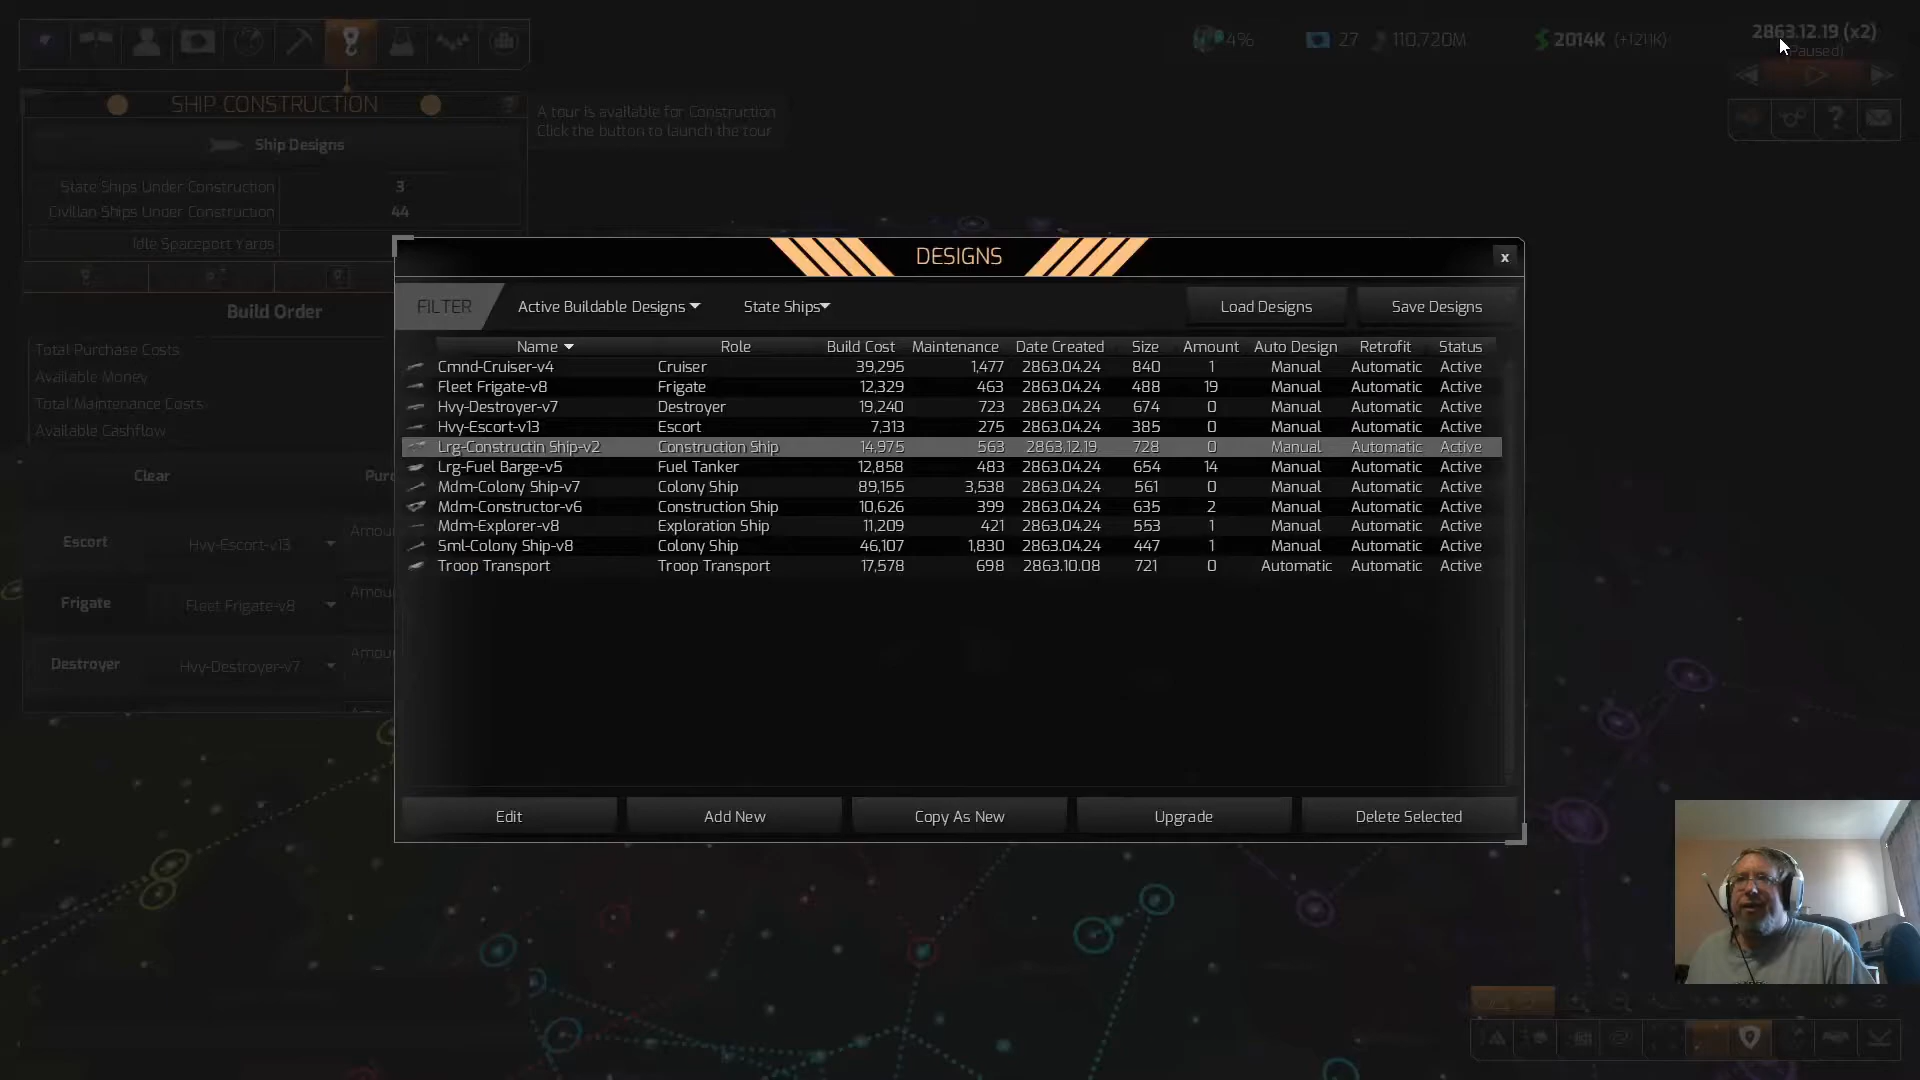 4% 27 110,720M 2014K (+121K) 2863.12.19 (x2)
SHIP CONSTRUCTION
A tour is available for Construction
Click the button to launch the tour
Ship Designs
State Ships Under Construction 3
Civilian Ships Under Construction 44
Idle Spaceport Yards
DESIGNS x
FILTER Active Buildable Designs State Ships Load Designs Save Designs
Name Role Build Cost Maintenance Date Created Size Amount Auto Design Retrofit Status
Cmnd-Cruiser-v4 Cruiser 39,295 1,477 2863.04.24 840 1 Manual Automatic Active
Fleet Frigate-v8 Frigate 12,329 463 2863.04.24 488 19 Manual Automatic Active
Hvy-Destroyer-v7 Destroyer 19,240 723 2863.04.24 674 0 Manual Automatic Active
Hvy-Escort-v13 Escort 7,313 275 2863.04.24 385 0 Manual Automatic Active
Lrg-Constructin Ship-v2 Construction Ship 14,975 563 2863.12.19 728 0 Manual Automatic Active
Lrg-Fuel Barge-v5 Fuel Tanker 12,858 483 2863.04.24 654 14 Manual Automatic Active
Mdm-Colony Ship-v7 Colony Ship 89,155 3,538 2863.04.24 561 0 Manual Automatic Active
Mdm-Constructor-v6 Construction Ship 10,626 399 2863.04.24 635 2 Manual Automatic Active
Mdm-Explorer-v8 Exploration Ship 11,209 421 2863.04.24 553 1 Manual Automatic Active
Sml-Colony Ship-v8 Colony Ship 46,107 1,830 2863.04.24 447 1 Manual Automatic Active
Troop Transport Troop Transport 17,578 698 2863.10.08 721 0 Automatic Automatic Active
Edit Add New Copy As New Upgrade Delete Selected
Build Order
Total Purchase Costs
Available Money
Total Maintenance Costs
Available Cashflow
Clear Purc
Escort Hvy-Escort-v13 Amou
Frigate Fleet Frigate-v8 Amou
Destroyer Hvy-Destroyer-v7 Amou